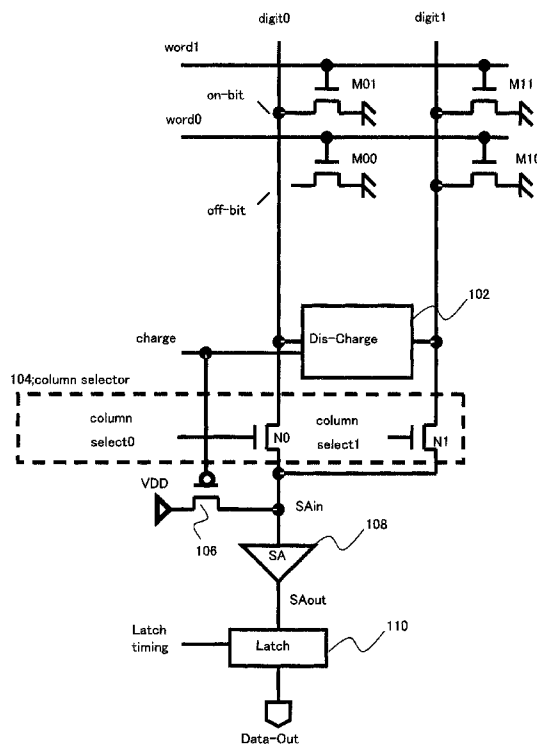 digit0
digit1
word1
M01
M11
on-bit
word0
M00
M10
off-bit
102
Dis-Charge
charge
104;column selector
column
select0
N0
column
select1
N1
VDD
SAin
106
108
SA
SAout
Latch
timing
Latch
110
Data-Out